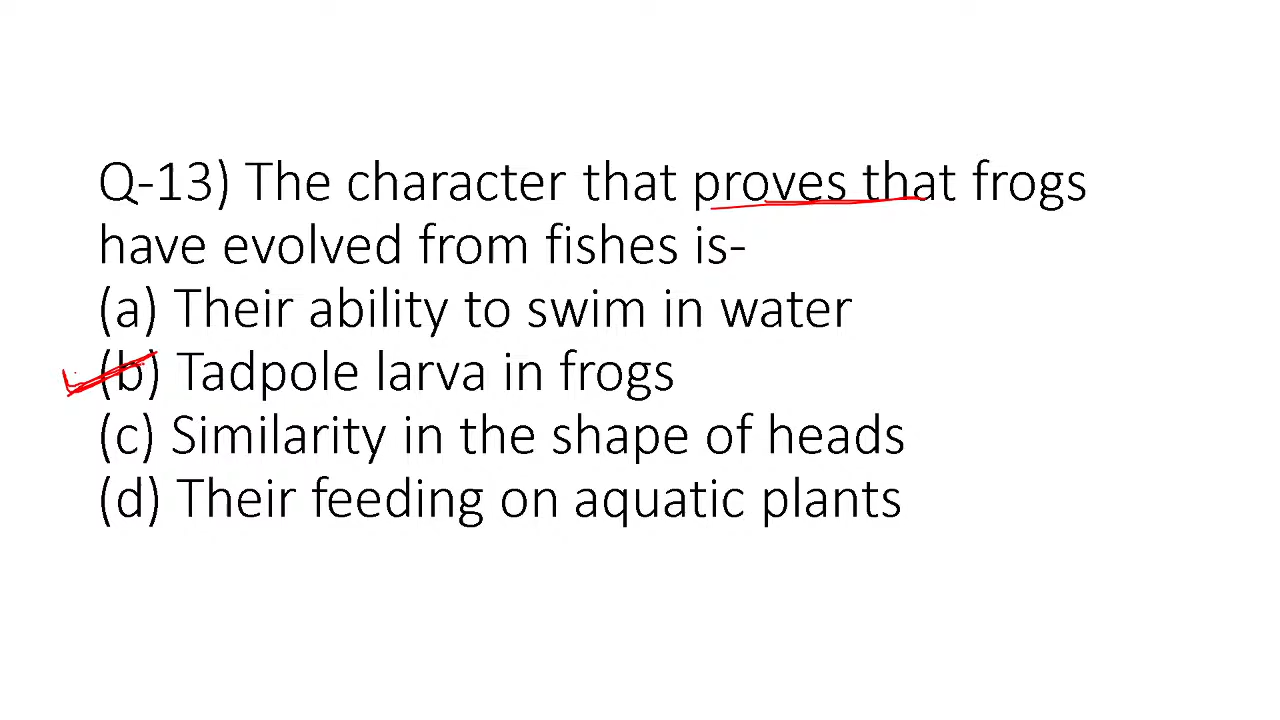 Q-13) The character that proves that frogs
have evolved from fishes is-
(a) Their ability to swim in water
(b) Tadpole larva in frogs
(c) Similarity in the shape of heads
(d) Their feeding on aquatic plants